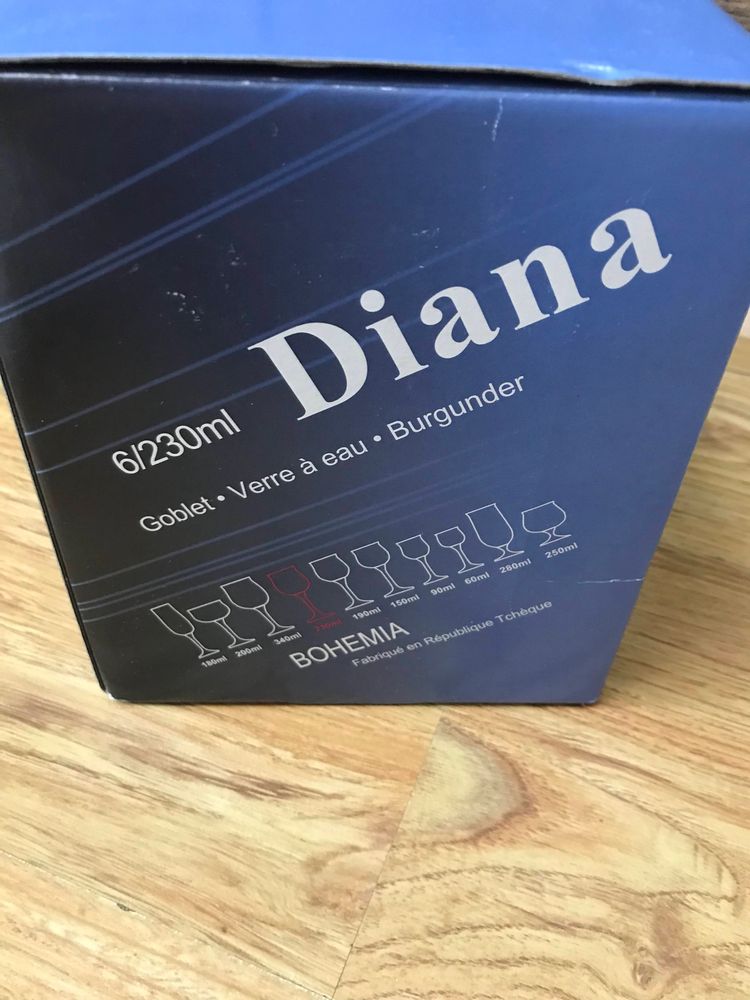 Diana
6/230ml
Goblet • Verre à eau • Burgunder
180ml 200ml 340ml 230ml 190ml 150ml 90ml 60ml 280ml 250ml
BOHEMIA
Fabriqué en République Tchèque